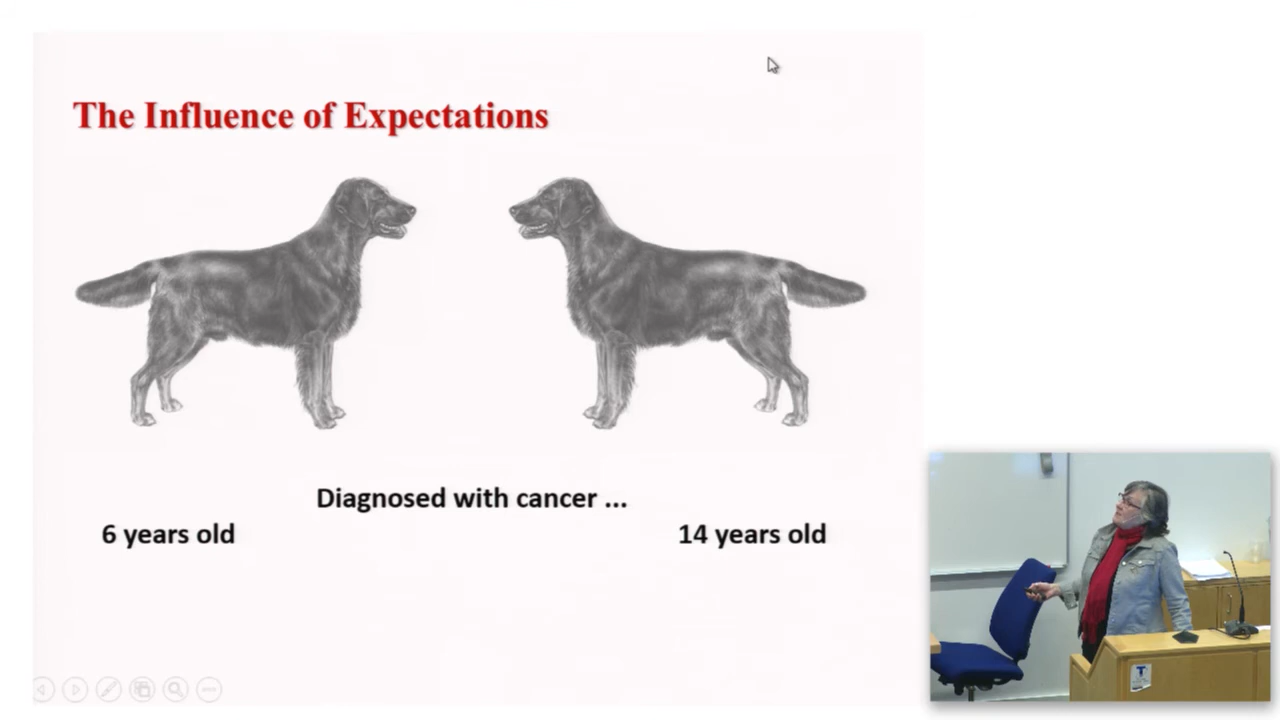 The Influence of Expectations
Diagnosed with cancer ...
6 years old
14 years old